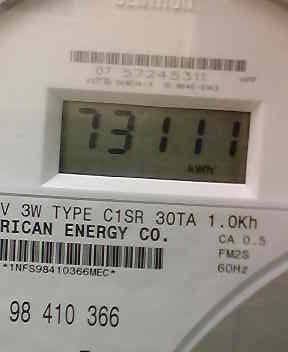 07 57245311
73111
KWH
V 3W TYPE C1SR 30TA 1.0Kh
RICAN ENERGY CO.
CA 0.5
FM2S
*1NFS98410366MEC*
60Hz
98 410 366